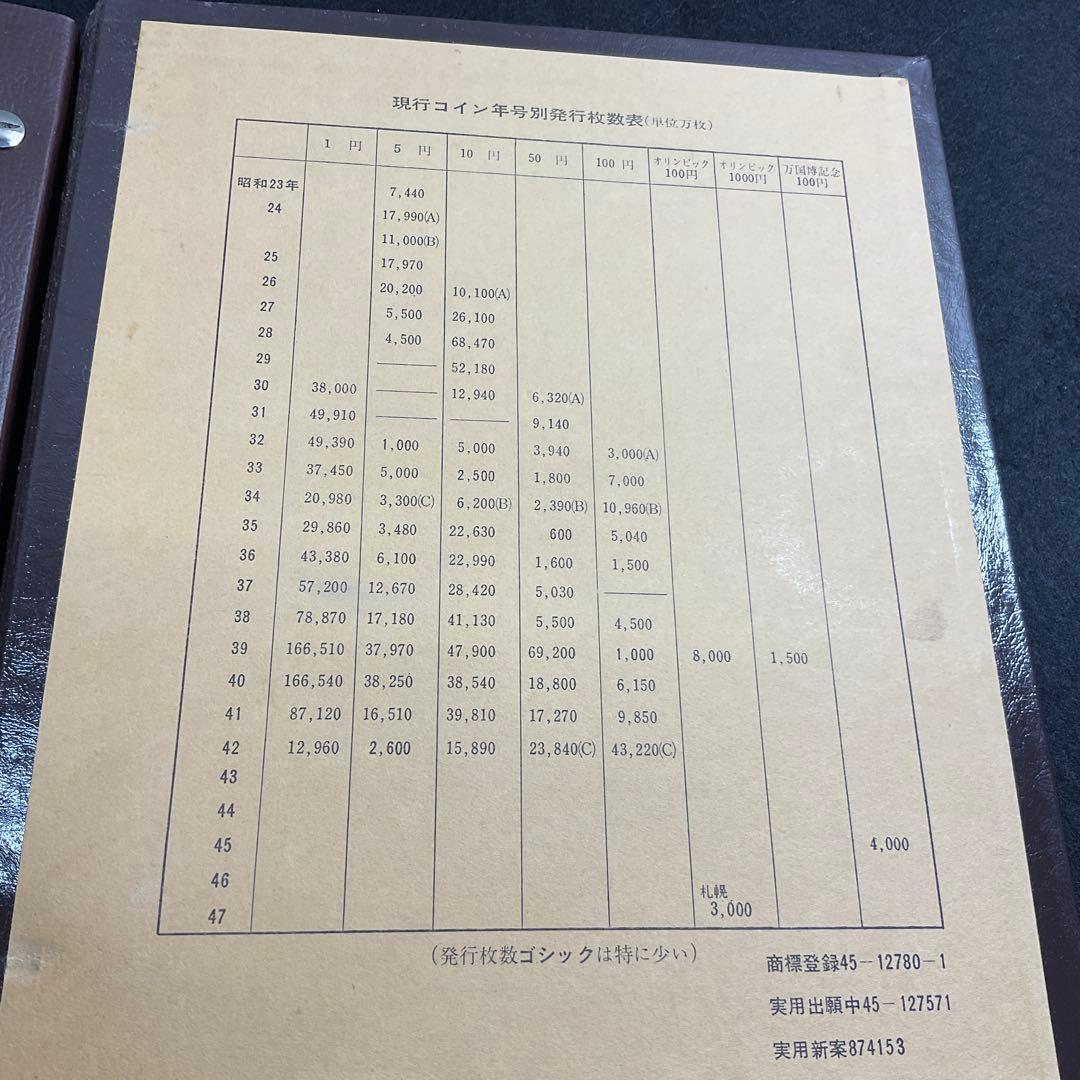 現行コイン年号別発行枚数表(単位万枚)
1 円 5 円 10 円 50 円 100 円 オリンピック100円 オリンピック1000円 万国博記念100円
昭和23年 7,440
24 17,990(A)
11,000(B)
25 17,970
26 20,200 10,100(A)
27 5,500 26,100
28 4,500 68,470
29 ——— 52,180
30 38,000 ——— 12,940 6,320(A)
31 49,910 ——— ——— 9,140
32 49,390 1,000 5,000 3,940 3,000(A)
33 37,450 5,000 2,500 1,800 7,000
34 20,980 3,300(C) 6,200(B) 2,390(B) 10,960(B)
35 29,860 3,480 22,630 600 5,040
36 43,380 6,100 22,990 1,600 1,500
37 57,200 12,670 28,420 5,030 ———
38 78,870 17,180 41,130 5,500 4,500
39 166,510 37,970 47,900 69,200 1,000 8,000 1,500
40 166,540 38,250 38,540 18,800 6,150
41 87,120 16,510 39,810 17,270 9,850
42 12,960 2,600 15,890 23,840(C) 43,220(C)
43
44
45 4,000
46
47 札幌 3,000
(発行枚数ゴシックは特に少い)
商標登録45－12780－1
実用出願中45－127571
実用新案874153